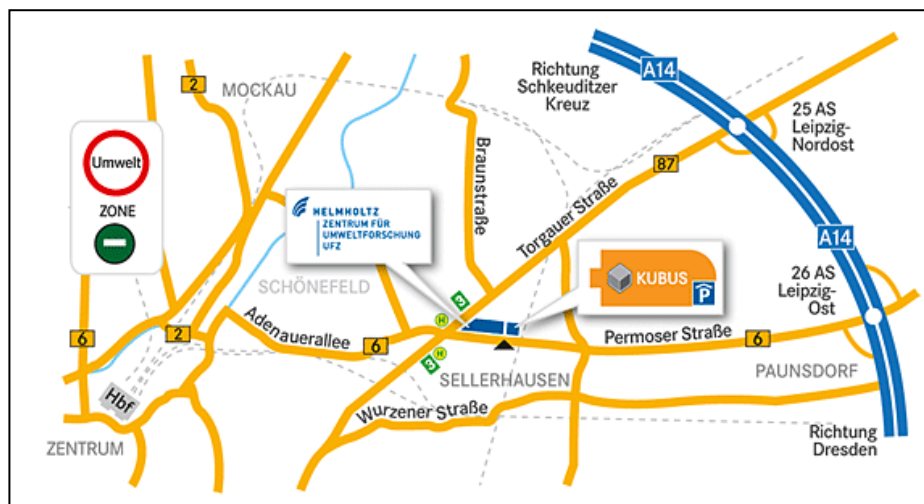 2
MOCKAU
Richtung
Schkeuditzer
Kreuz
A14
25 AS
Leipzig-
Nordost
Umwelt
ZONE
Braunstraße
87
Torgauer Straße
HELMHOLTZ
ZENTRUM FÜR
UMWELTFORSCHUNG
UFZ
KUBUS
P
A14
26 AS
Leipzig-
Ost
SCHÖNEFELD
3
H
Adenauerallee
6
2
6
Permoser Straße
6
H
3
SELLERHAUSEN
PAUNSDORF
Hbf
Wurzener Straße
ZENTRUM
Richtung
Dresden